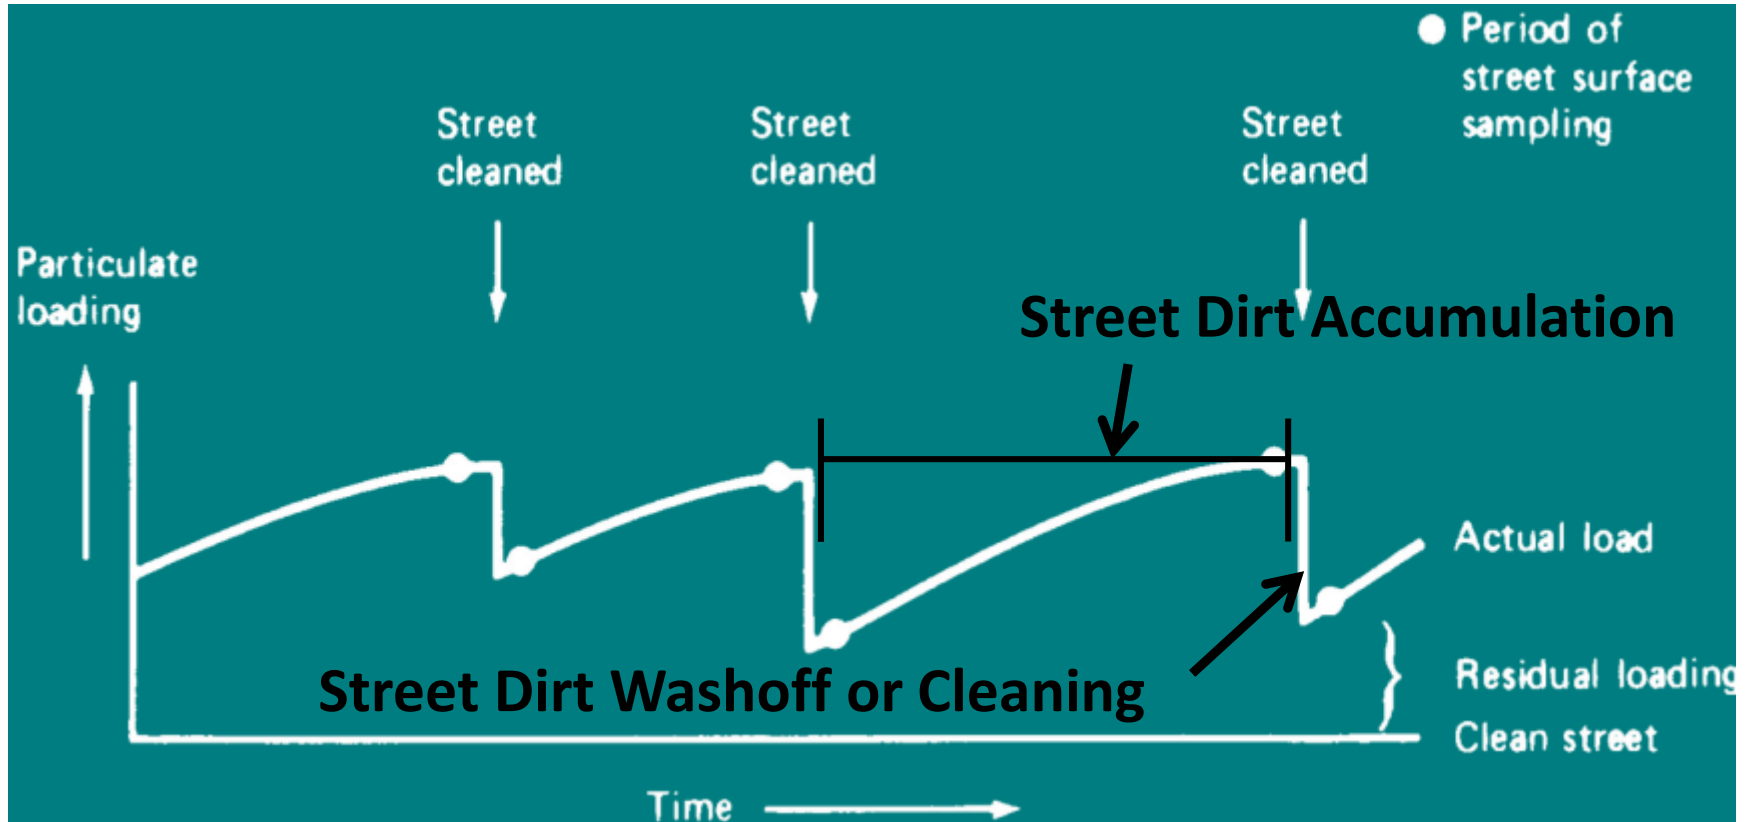 Period of
street surface
sampling
Street
cleaned
Street
cleaned
Street
cleaned
Particulate
loading
Street Dirt Accumulation
Actual load
Street Dirt Washoff or Cleaning
Residual loading
Clean street
Time